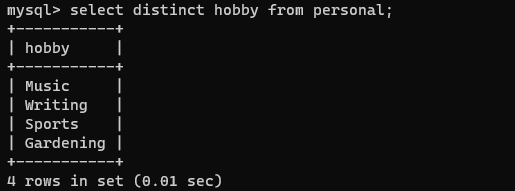 mysql> select distinct hobby from personal;
+-----------+
| hobby     |
+-----------+
| Music     |
| Writing   |
| Sports    |
| Gardening |
+-----------+
4 rows in set (0.01 sec)